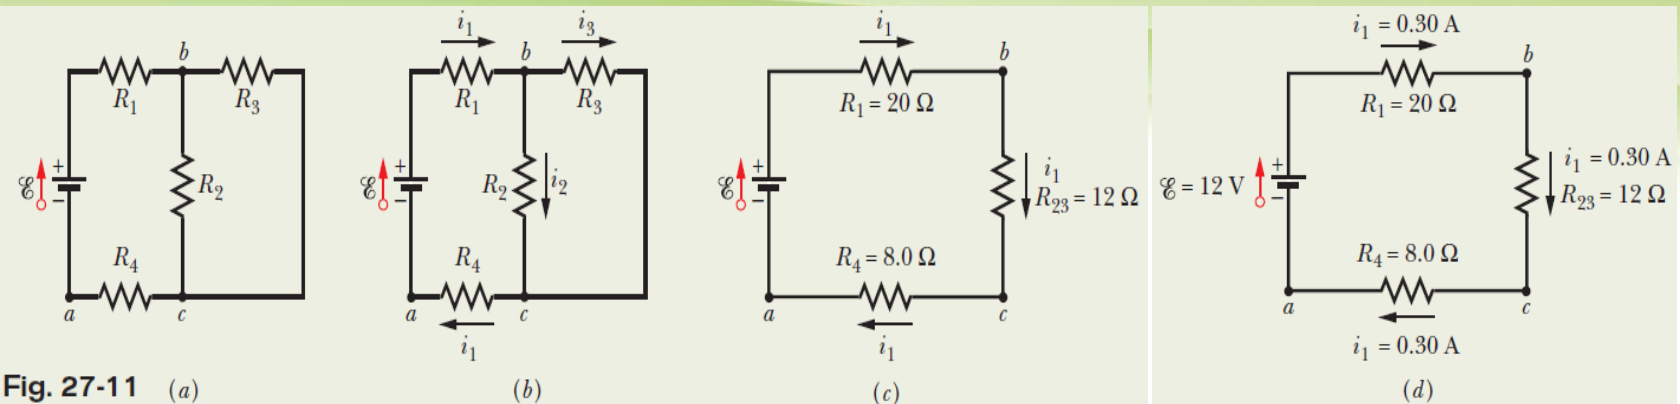 b
R₁
R₃
ℰ
+
−
R₂
R₄
a
c
Fig. 27-11 (a)
i₁
i₃
b
R₁
R₃
ℰ
+
−
R₂
i₂
R₄
a
c
i₁
(b)
i₁
b
R₁ = 20 Ω
ℰ
+
−
i₁
R₂₃ = 12 Ω
R₄ = 8.0 Ω
a
c
i₁
(c)
i₁ = 0.30 A
b
R₁ = 20 Ω
ℰ = 12 V
+
−
i₁ = 0.30 A
R₂₃ = 12 Ω
R₄ = 8.0 Ω
a
c
i₁ = 0.30 A
(d)